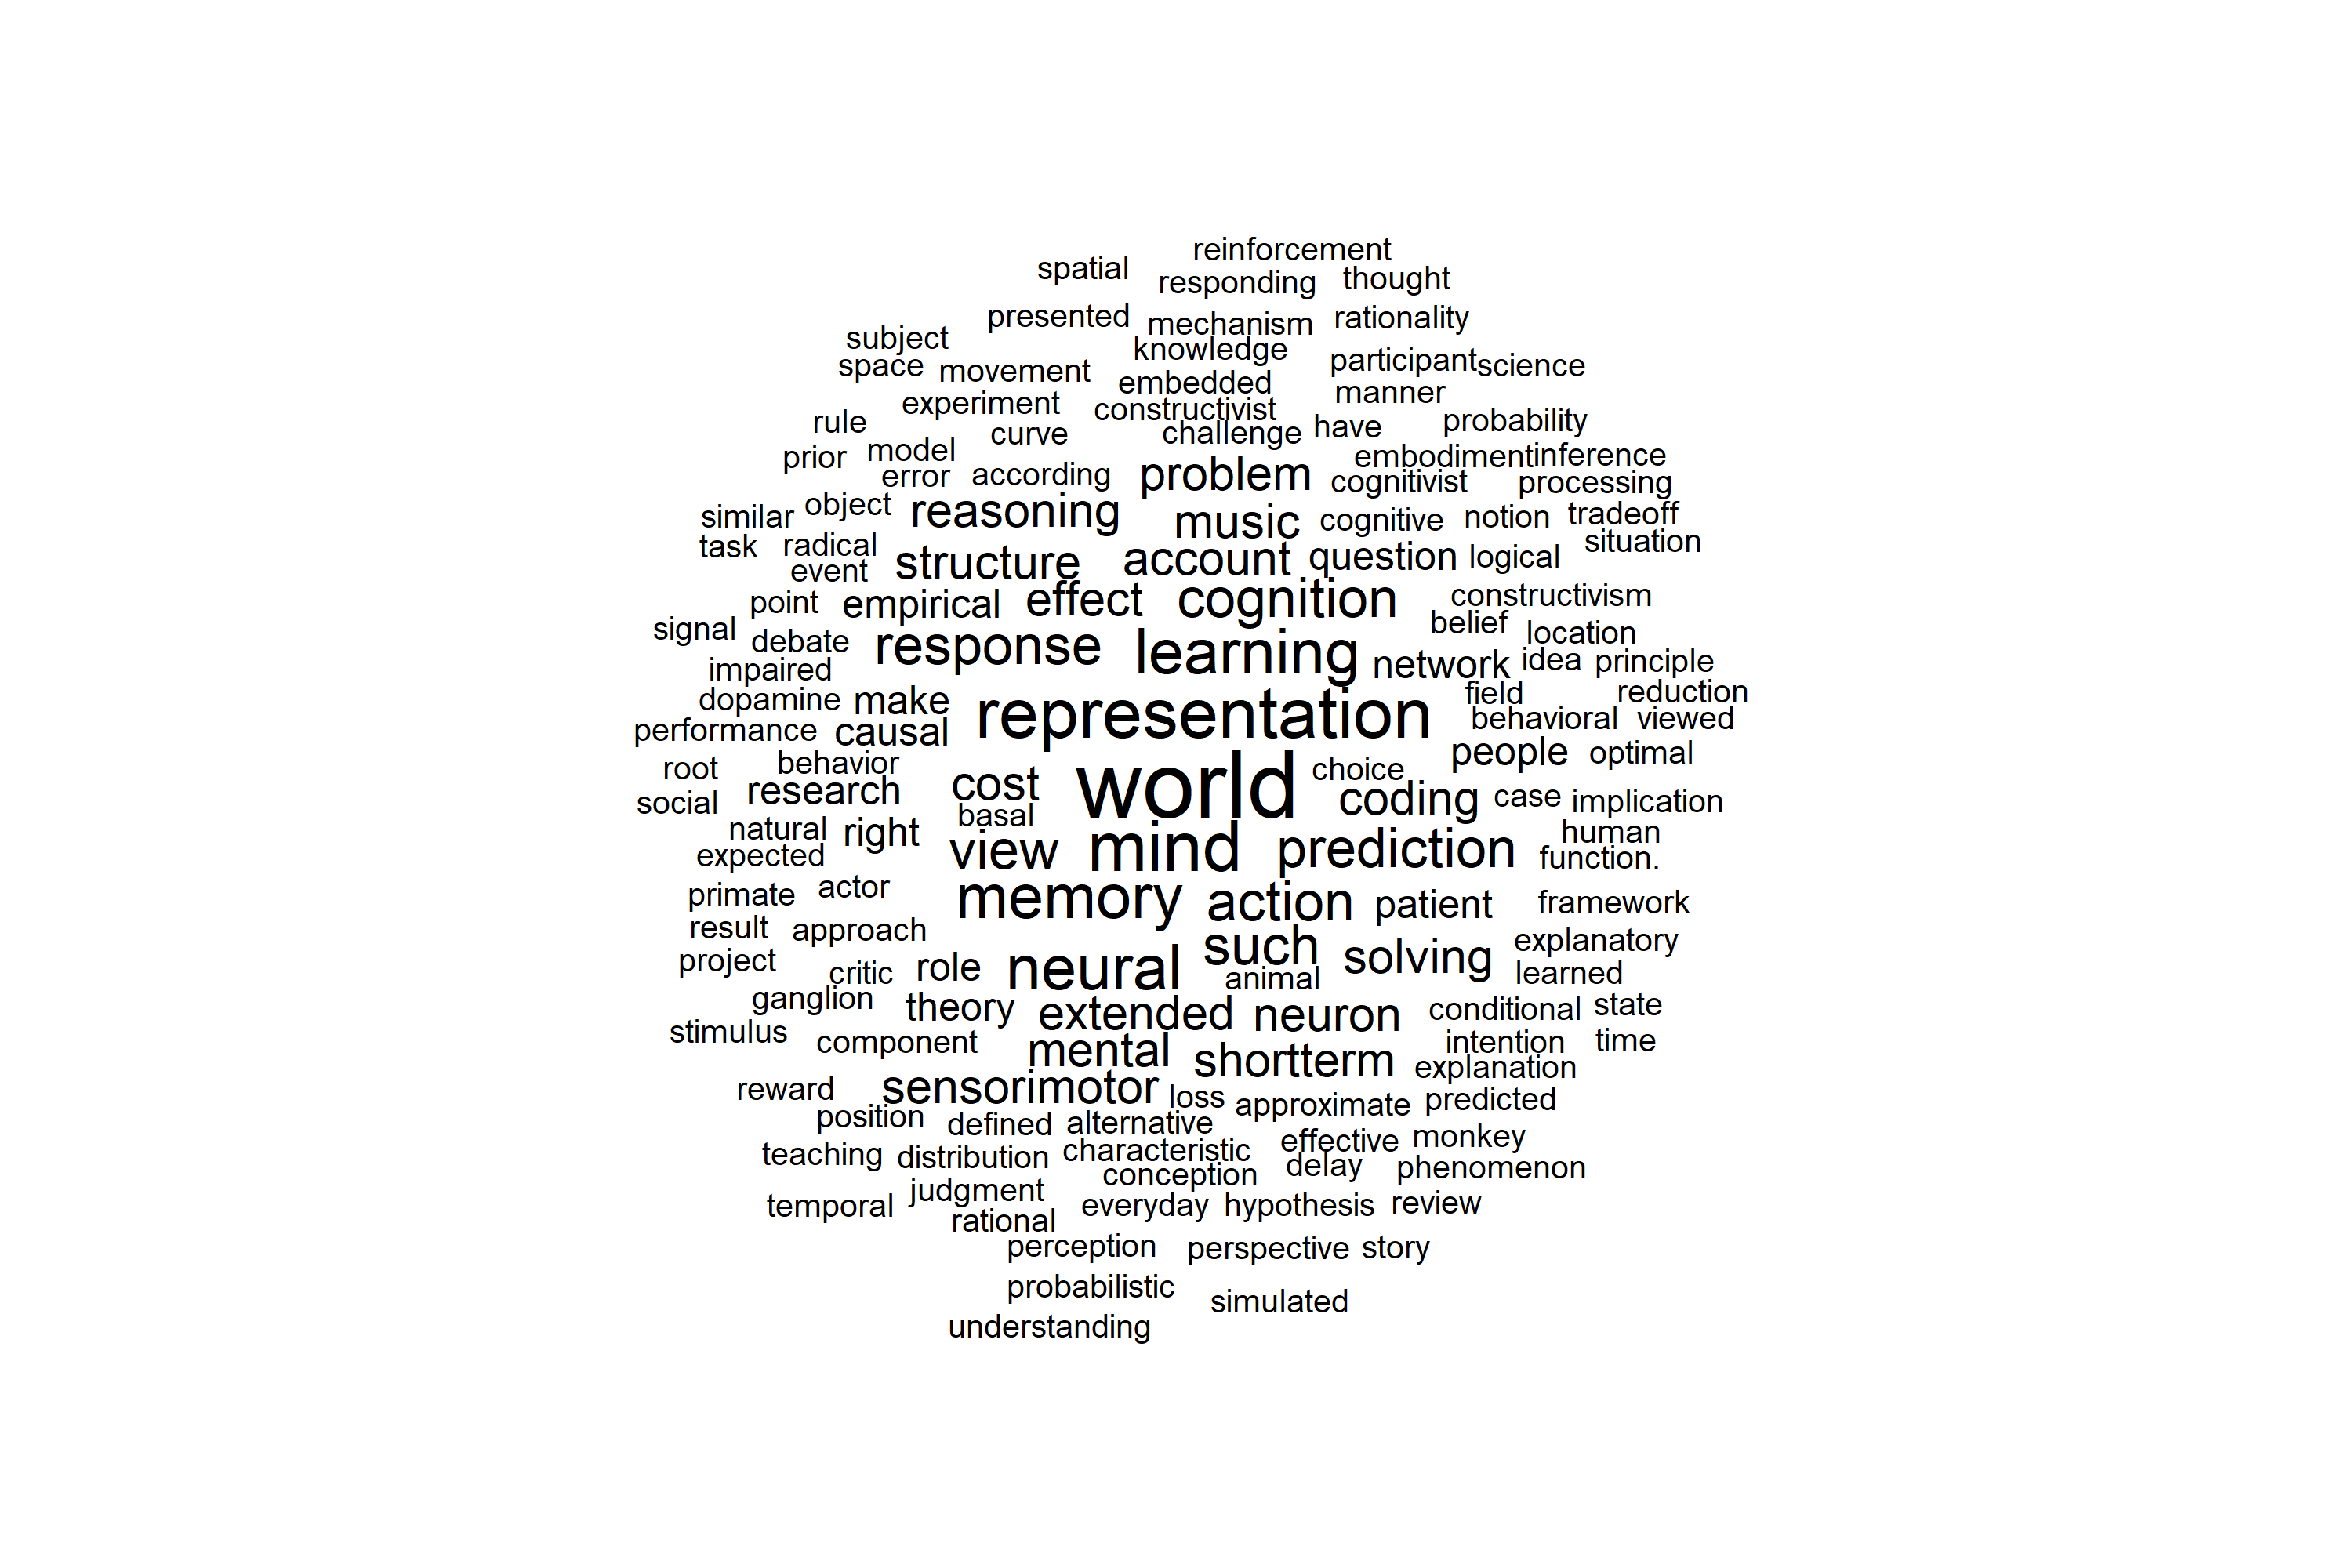 reinforcement
spatial responding thought
presented mechanism rationality
subject knowledge
space movement embedded participant science
experiment constructivist manner
rule curve challenge have probability
prior model embodiment inference
error according problem cognitivist processing
similar object reasoning music cognitive notion tradeoff
task radical structure account question logical situation
event
point empirical effect cognition constructivism
signal debate response learning belief location
impaired network idea principle
dopamine make representation field reduction
performance causal behavioral viewed
root behavior world choice people optimal
social research cost coding case implication
natural right basal human
expected view mind prediction function.
primate actor memory action patient framework
result approach such explanatory
project critic role neural animal solving learned
ganglion theory extended neuron conditional state
stimulus component mental shortterm intention time
reward sensorimotor loss explanation
position defined alternative approximate predicted
teaching distribution characteristic effective monkey
conception delay phenomenon
temporal judgment everyday hypothesis review
rational
perception perspective story
probabilistic simulated
understanding